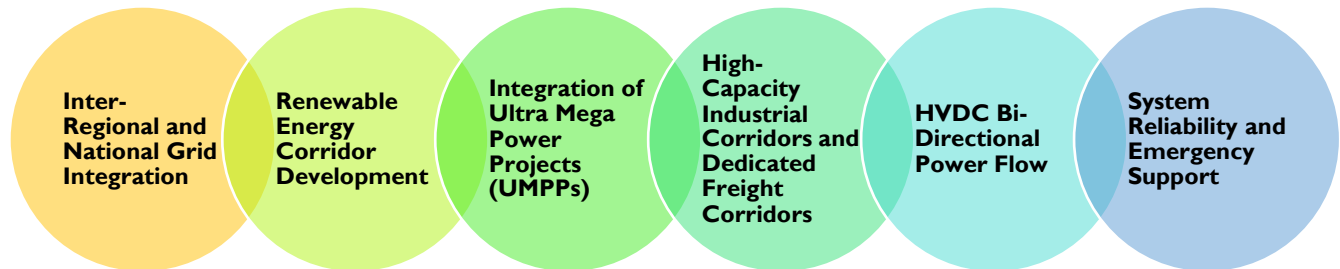 Inter-
Regional and
National Grid
Integration
Renewable
Energy
Corridor
Development
Integration of
Ultra Mega
Power
Projects
(UMPPs)
High-
Capacity
Industrial
Corridors and
Dedicated
Freight
Corridors
HVDC Bi-
Directional
Power Flow
System
Reliability and
Emergency
Support